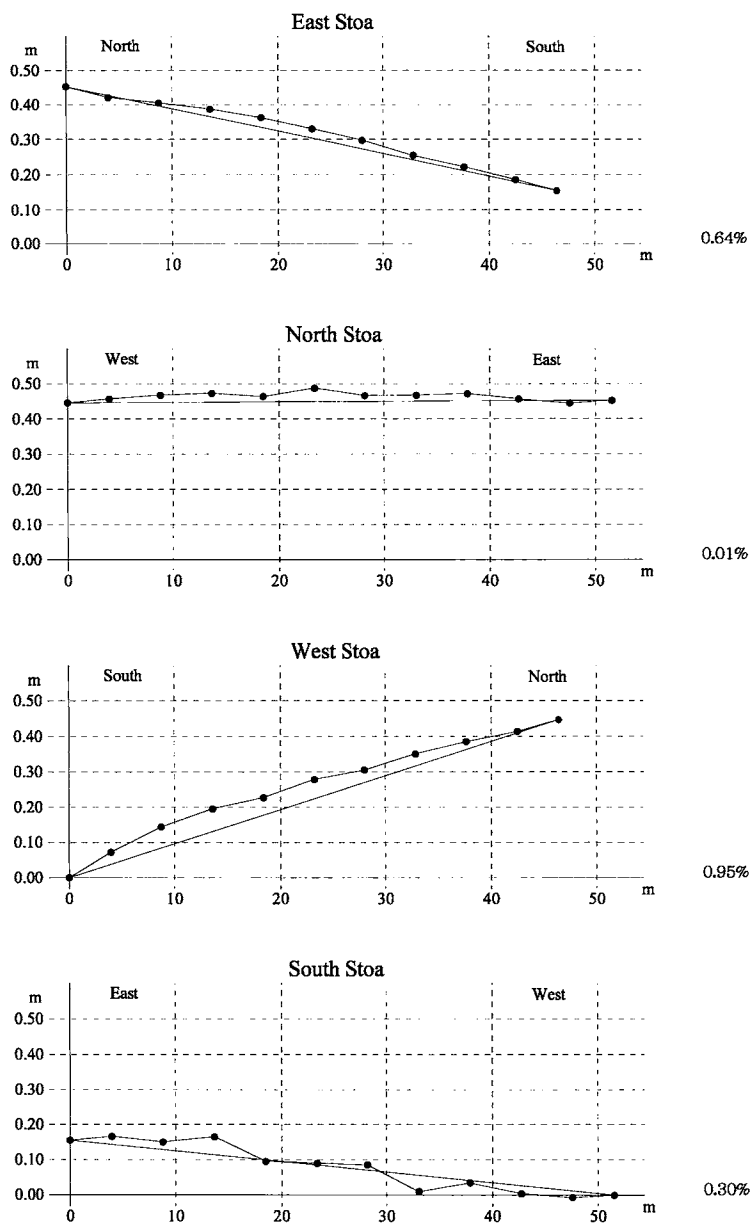 East Stoa
m North South
0.50
0.40
0.30
0.20
0.10
0.00
0.64%
m
0 10 20 30 40 50
North Stoa
m West East
0.50
0.40
0.30
0.20
0.10
0.00
0.01%
m
0 10 20 30 40 50
West Stoa
m South North
0.50
0.40
0.30
0.20
0.10
0.00
0.95%
m
0 10 20 30 40 50
South Stoa
m East West
0.50
0.40
0.30
0.20
0.10
0.00
0.30%
m
0 10 20 30 40 50